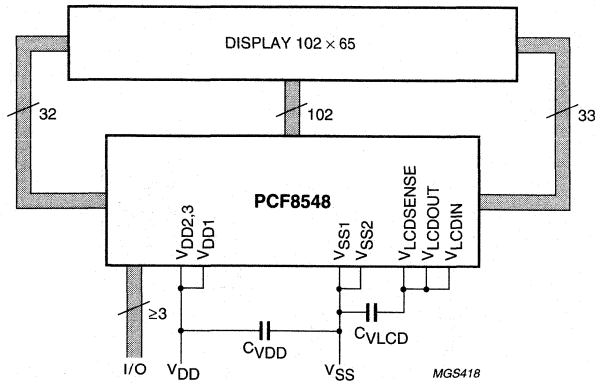 DISPLAY 102 × 65
32
102
33
PCF8548
VDD2,3
VDD1
VSS1
VSS2
VLCDSENSE
VLCDOUT
VLCDIN
≥3
CVDD
CVLCD
I/O
VDD
VSS
MGS418